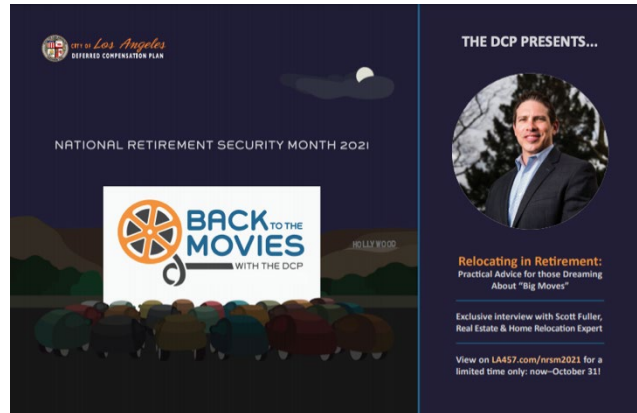 CITY OF Los Angeles
DEFERRED COMPENSATION PLAN
NATIONAL RETIREMENT SECURITY MONTH 2021
BACK TO THE
MOVIES
WITH THE DCP
HOLLYWOOD
THE DCP PRESENTS...
Relocating in Retirement:
Practical Advice for those Dreaming
About “Big Moves”
Exclusive interview with Scott Fuller,
Real Estate & Home Relocation Expert
View on LA457.com/nrsm2021 for a
limited time only: now–October 31!